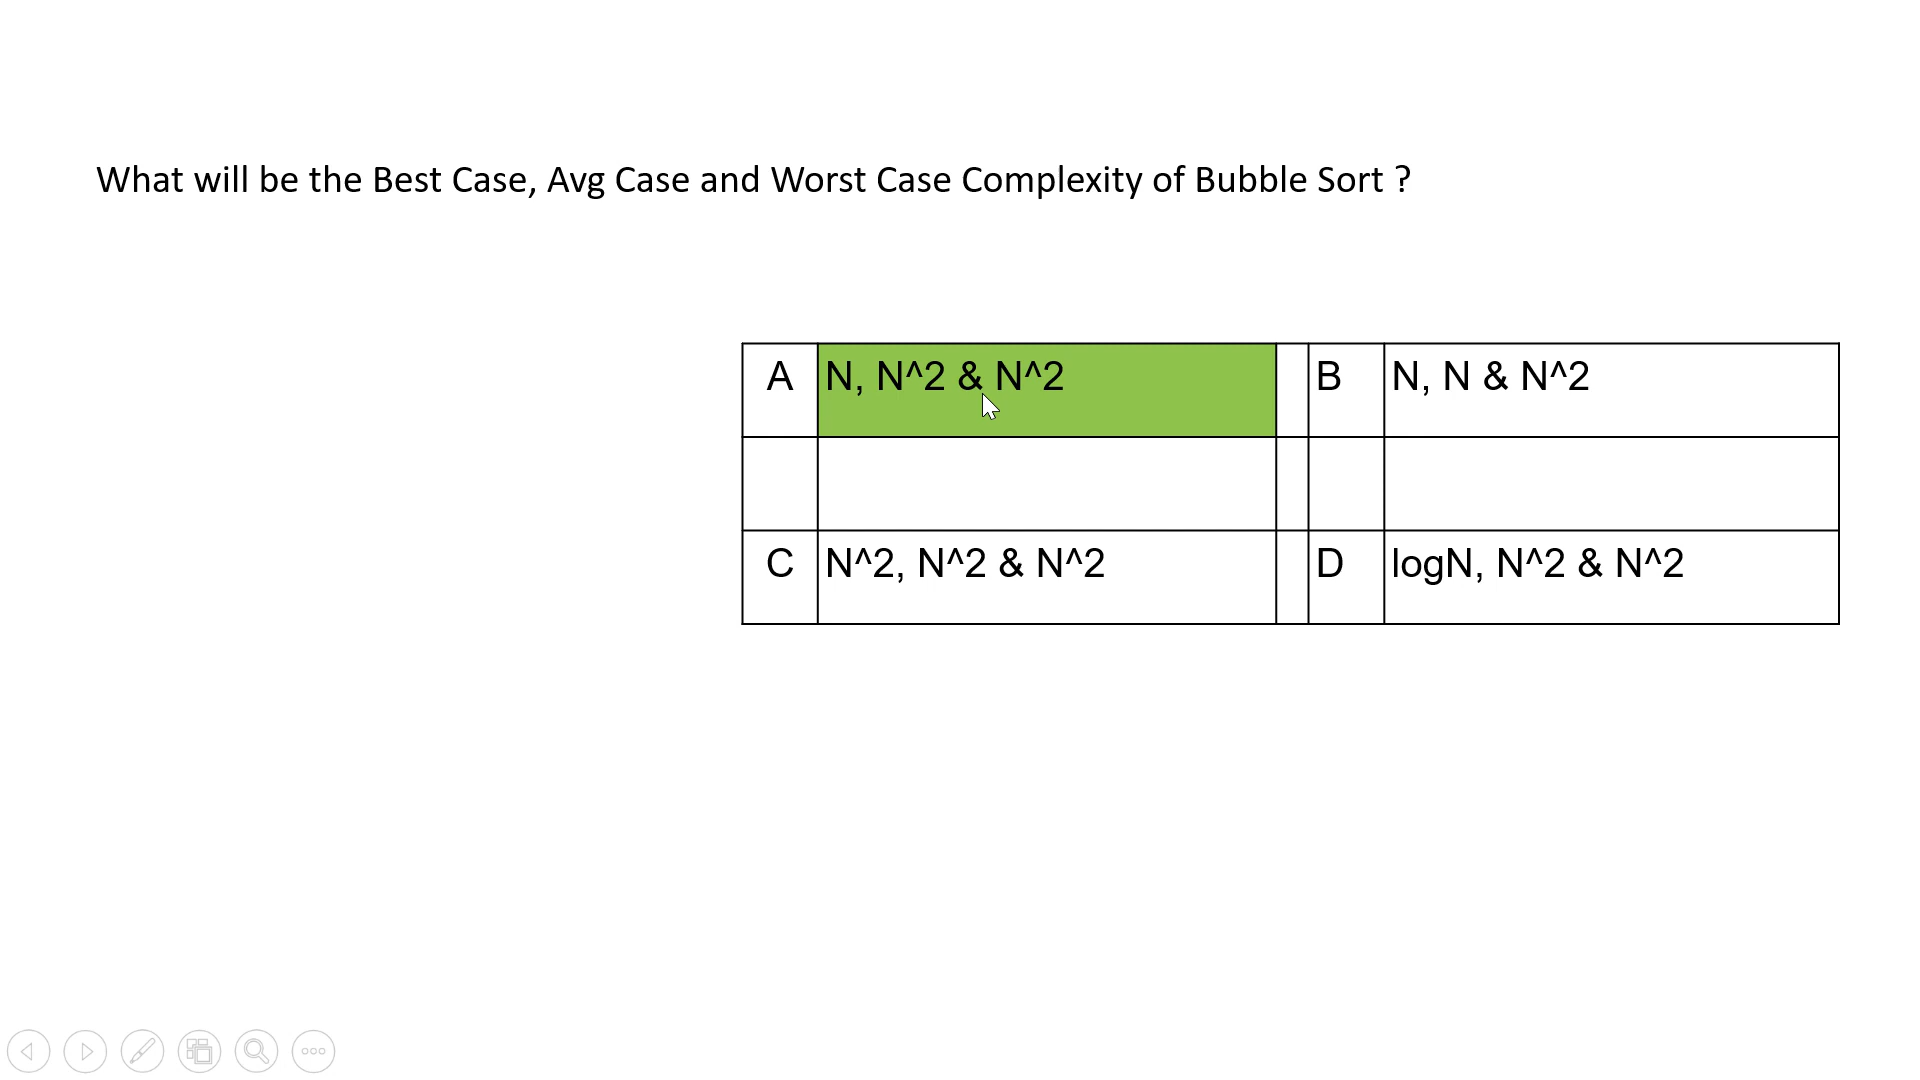 What will be the Best Case, Avg Case and Worst Case Complexity of Bubble Sort ?
A N, N^2 & N^2 B N, N & N^2
C N^2, N^2 & N^2 D logN, N^2 & N^2